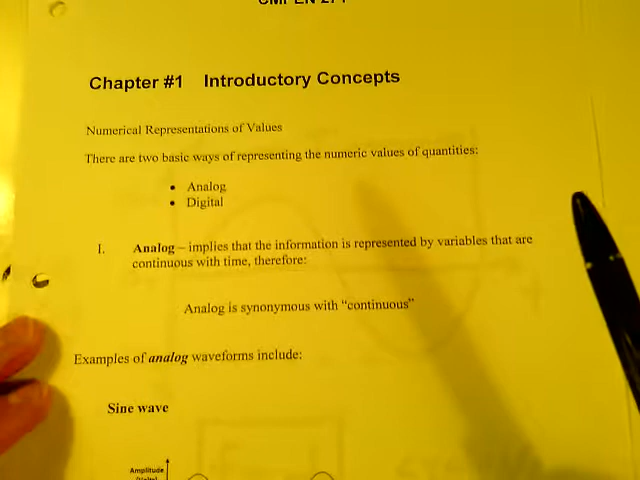 Chapter #1 Introductory Concepts
Numerical Representations of Values
There are two basic ways of representing the numeric values of quantities:
• Analog
• Digital
I. Analog – implies that the information is represented by variables that are
continuous with time, therefore:
Analog is synonymous with “continuous”
Examples of analog waveforms include:
Sine wave
Amplitude